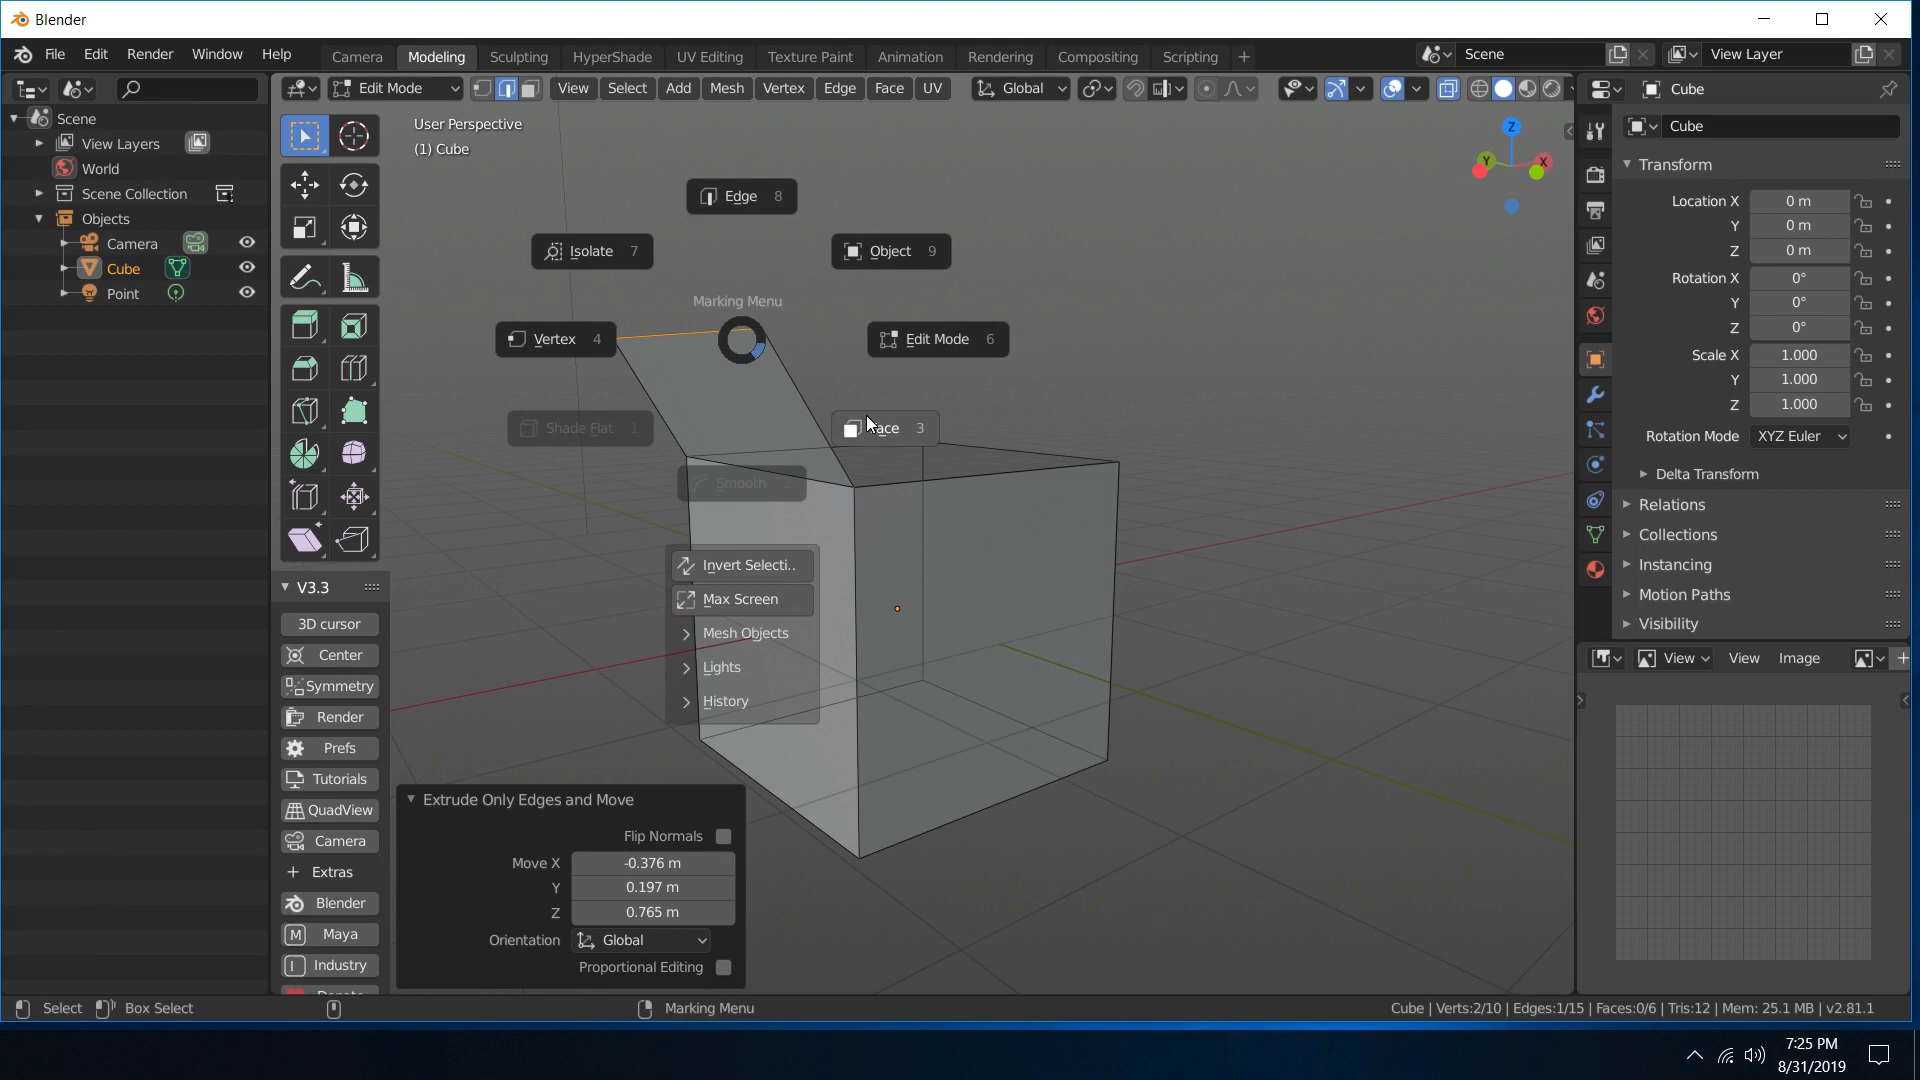 Blender
File Edit Render Window Help
Camera Modeling Sculpting HyperShade UV Editing Texture Paint Animation Rendering Compositing Scripting +
Scene
View Layer
Edit Mode
View Select Add Mesh Vertex Edge Face UV
Global
Cube
Scene
View Layers
World
Scene Collection
Objects
Camera
Cube
Point
User Perspective
(1) Cube
Z
Y
X
Edge 8
Isolate 7
Object 9
Marking Menu
Vertex 4
Edit Mode 6
Shade Flat 1
3
Smooth 2
Invert Selecti..
Max Screen
Mesh Objects
Lights
History
V3.3
3D cursor
Center
Symmetry
Render
Prefs
Tutorials
QuadView
Camera
+ Extras
Blender
M Maya
I Industry
Extrude Only Edges and Move
Flip Normals
Move X -0.376 m
Y 0.197 m
Z 0.765 m
Orientation Global
Proportional Editing
Cube
Transform
Location X 0 m
Y 0 m
Z 0 m
Rotation X 0°
Y 0°
Z 0°
Scale X 1.000
Y 1.000
Z 1.000
Rotation Mode XYZ Euler
Delta Transform
Relations
Collections
Instancing
Motion Paths
Visibility
View View Image +
Select Box Select Marking Menu
Cube | Verts:2/10 | Edges:1/15 | Faces:0/6 | Tris:12 | Mem: 25.1 MB | v2.81.1
7:25 PM
8/31/2019